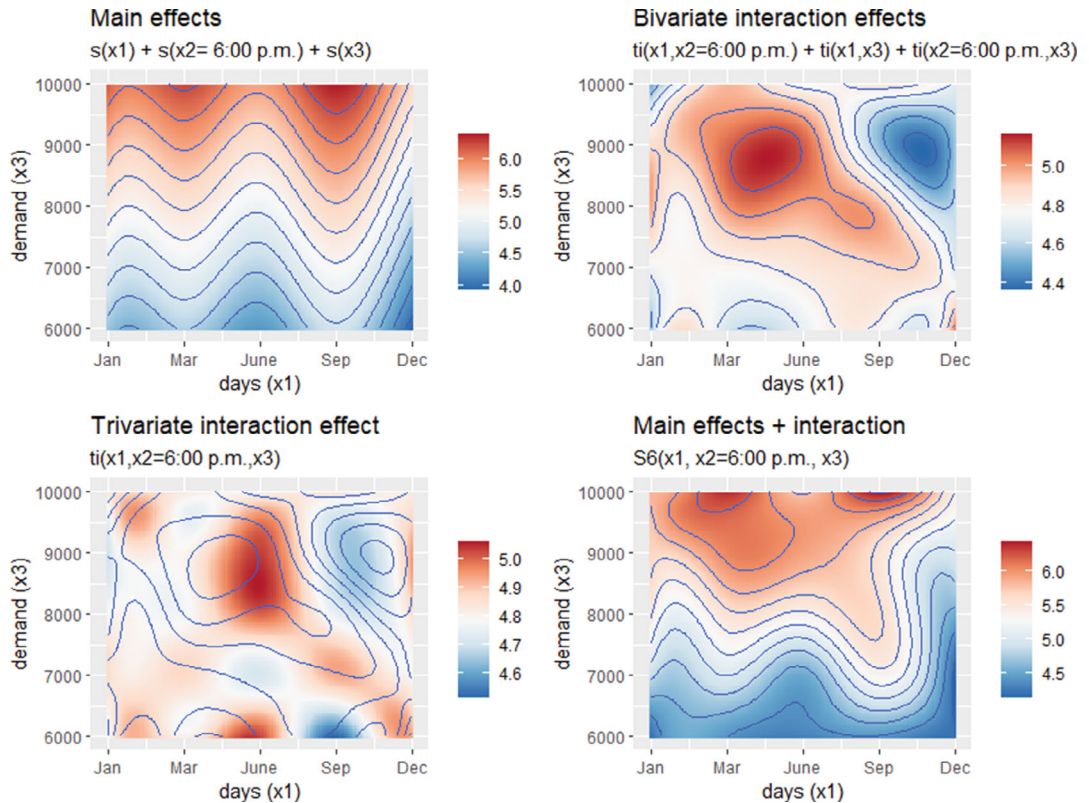 Main effects
s(x1) + s(x2= 6:00 p.m.) + s(x3)
10000
9000
8000
7000
6000
demand (x3)
Jan Mar June Sep Dec
days (x1)
6.0
5.5
5.0
4.5
4.0
Bivariate interaction effects
ti(x1,x2=6:00 p.m.) + ti(x1,x3) + ti(x2=6:00 p.m.,x3)
10000
9000
8000
7000
6000
demand (x3)
Jan Mar June Sep Dec
days (x1)
5.0
4.8
4.6
4.4
Trivariate interaction effect
ti(x1,x2=6:00 p.m.,x3)
10000
9000
8000
7000
6000
demand (x3)
Jan Mar June Sep Dec
days (x1)
5.0
4.9
4.8
4.7
4.6
Main effects + interaction
S6(x1, x2=6:00 p.m., x3)
10000
9000
8000
7000
6000
demand (x3)
Jan Mar June Sep Dec
days (x1)
6.0
5.5
5.0
4.5